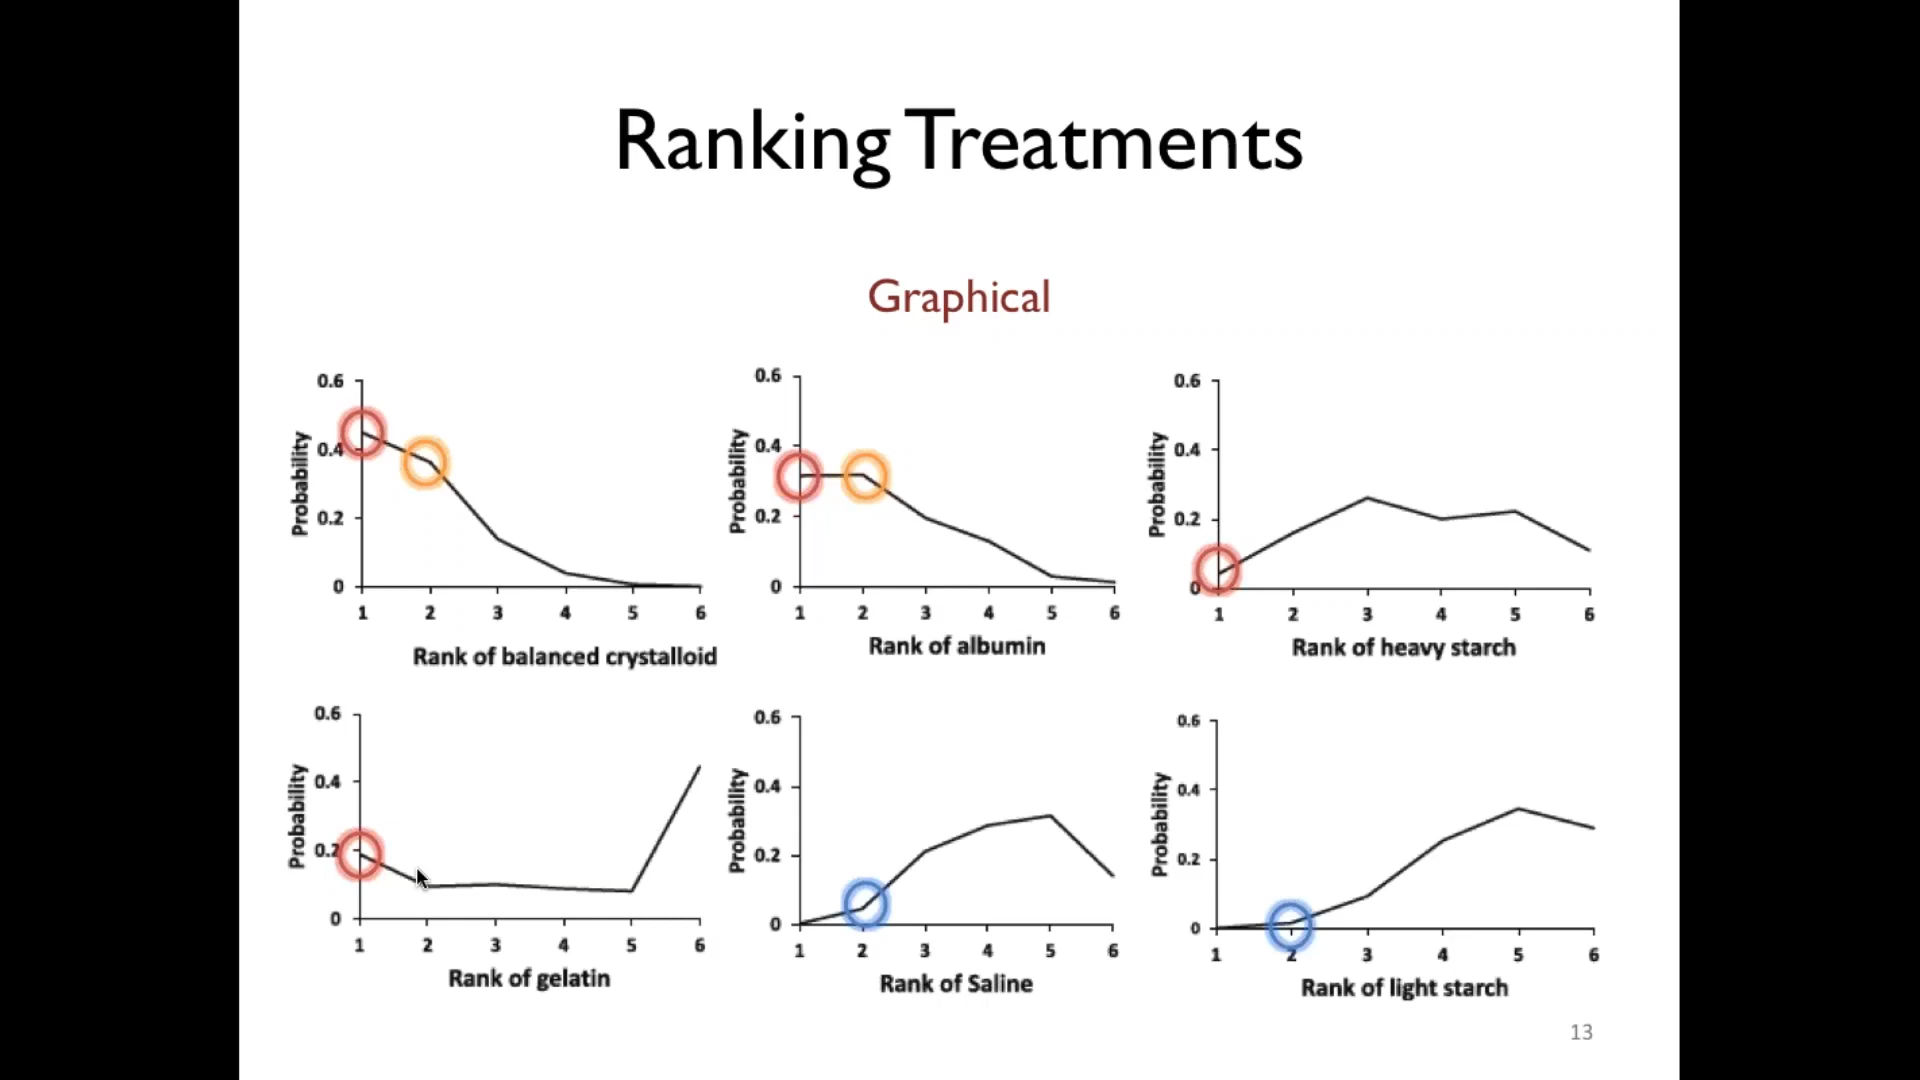 Ranking Treatments
Graphical
0.6
0.4
0.2
0
Probability
1 2 3 4 5 6
Rank of balanced crystalloid
0.6
0.4
0.2
0
Probability
1 2 3 4 5 6
Rank of albumin
0.6
0.4
0.2
0
Probability
1 2 3 4 5 6
Rank of heavy starch
0.6
0.4
0.2
0
Probability
1 2 3 4 5 6
Rank of gelatin
0.6
0.4
0.2
0
Probability
1 2 3 4 5 6
Rank of Saline
0.6
0.4
0.2
0
Probability
1 2 3 4 5 6
Rank of light starch
13